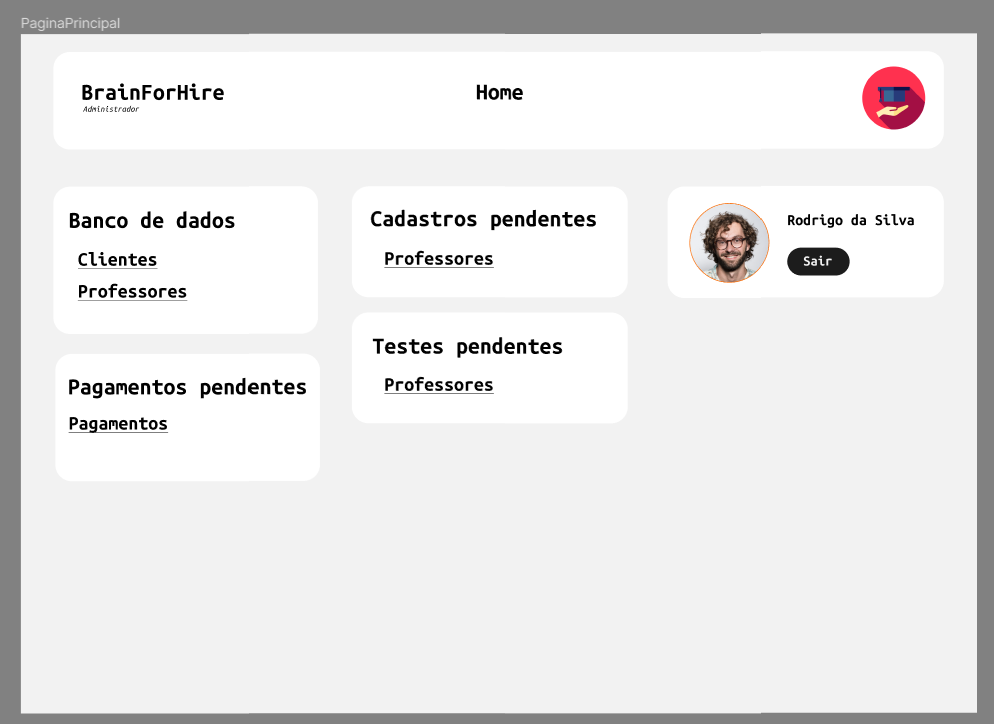 PaginaPrincipal
BrainForHire
Administrador
Home
Banco de dados
Clientes
Professores
Pagamentos pendentes
Pagamentos
Cadastros pendentes
Professores
Testes pendentes
Professores
Rodrigo da Silva
Sair